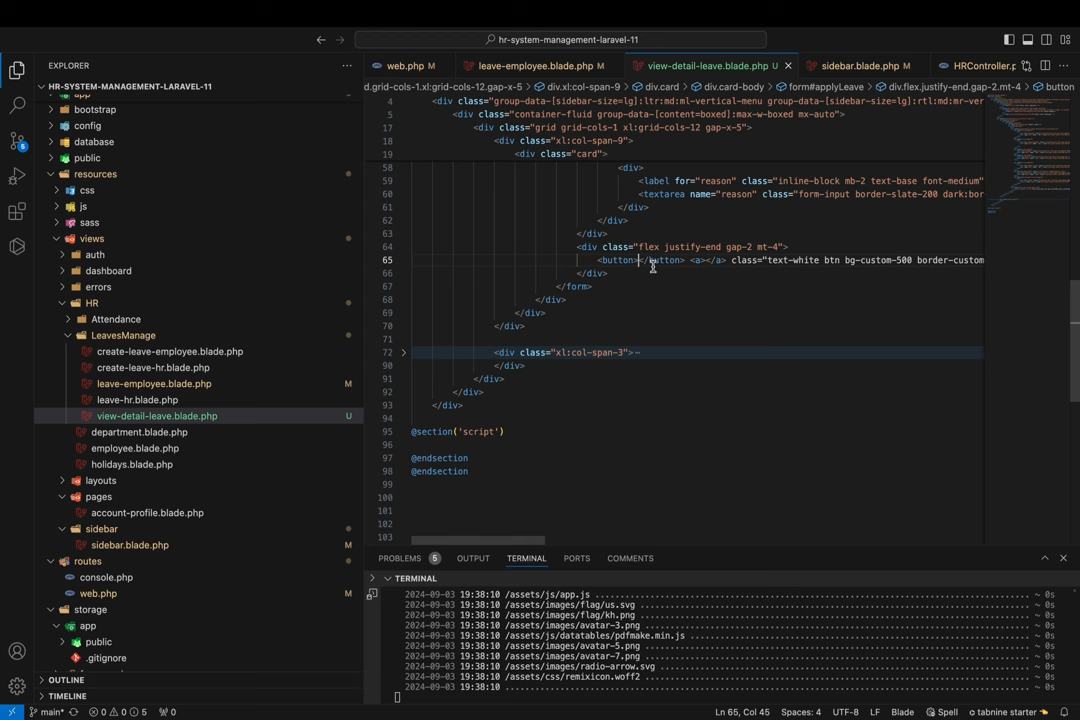 hr-system-management-laravel-11
EXPLORER
HR-SYSTEM-MANAGEMENT-LARAVEL-11
app
bootstrap
config
database
public
resources
css
js
sass
views
auth
dashboard
errors
HR
Attendance
LeavesManage
create-leave-employee.blade.php
create-leave-hr.blade.php
leave-employee.blade.php M
leave-hr.blade.php
view-detail-leave.blade.php U
department.blade.php
employee.blade.php
holidays.blade.php
layouts
pages
account-profile.blade.php
sidebar
sidebar.blade.php M
routes
console.php
web.php M
storage
app
public
.gitignore
OUTLINE
TIMELINE
5
web.php M
leave-employee.blade.php M
view-detail-leave.blade.php U
sidebar.blade.php M
HRController.p
d.grid-cols-1.xl:grid-cols-12.gap-x-5 > div.xl:col-span-9 > div.card > div.card-body > form#applyLeave > div.flex.justify-end.gap-2.mt-4 > button
4 <div class="group-data-[sidebar-size=lg]:ltr:md:ml-vertical-menu group-data-[sidebar-size=lg]:rtl:md:mr-ver
5 <div class="container-fluid group-data-[content=boxed]:max-w-boxed mx-auto">
17 <div class="grid grid-cols-1 xl:grid-cols-12 gap-x-5">
18 <div class="xl:col-span-9">
19 <div class="card">
58 <div>
59 <label for="reason" class="inline-block mb-2 text-base font-medium"
60 <textarea name="reason" class="form-input border-slate-200 dark:bor
61 </div>
62 </div>
63 </div>
64 <div class="flex justify-end gap-2 mt-4">
65 <button></button> <a></a> class="text-white btn bg-custom-500 border-custom
66 </div>
67 </form>
68 </div>
69 </div>
70 </div>
71
72 <div class="xl:col-span-3">
90 </div>
91 </div>
92 </div>
93 </div>
94
95 @section('script')
96
97 @endsection
98 @endsection
99
100
101
102
103
PROBLEMS 5 OUTPUT TERMINAL PORTS COMMENTS
TERMINAL
2024-09-03 19:38:10 /assets/js/app.js ~ 0s
2024-09-03 19:38:10 /assets/images/flag/us.svg ~ 0s
2024-09-03 19:38:10 /assets/images/flag/kh.png ~ 0s
2024-09-03 19:38:10 /assets/images/avatar-3.png ~ 0s
2024-09-03 19:38:10 /assets/js/datatables/pdfmake.min.js ~ 0s
2024-09-03 19:38:10 /assets/images/avatar-5.png ~ 0s
2024-09-03 19:38:10 /assets/images/avatar-7.png ~ 0s
2024-09-03 19:38:10 /assets/images/radio-arrow.svg ~ 0s
2024-09-03 19:38:10 /assets/css/remixicon.woff2 ~ 0s
2024-09-03 19:38:10 ~ 0s
main* 0 0 5 0 Ln 65, Col 45 Spaces: 4 UTF-8 LF Blade Spell tabnine starter